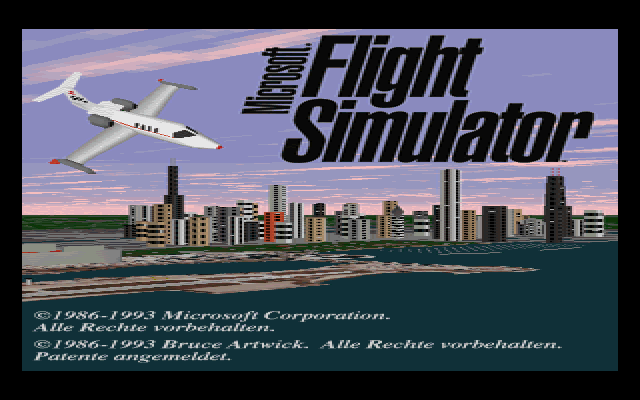 Microsoft.
Flight
Simulator
©1986-1993 Microsoft Corporation.
Alle Rechte vorbehalten.
©1986-1993 Bruce Artwick. Alle Rechte vorbehalten.
Patente angemeldet.